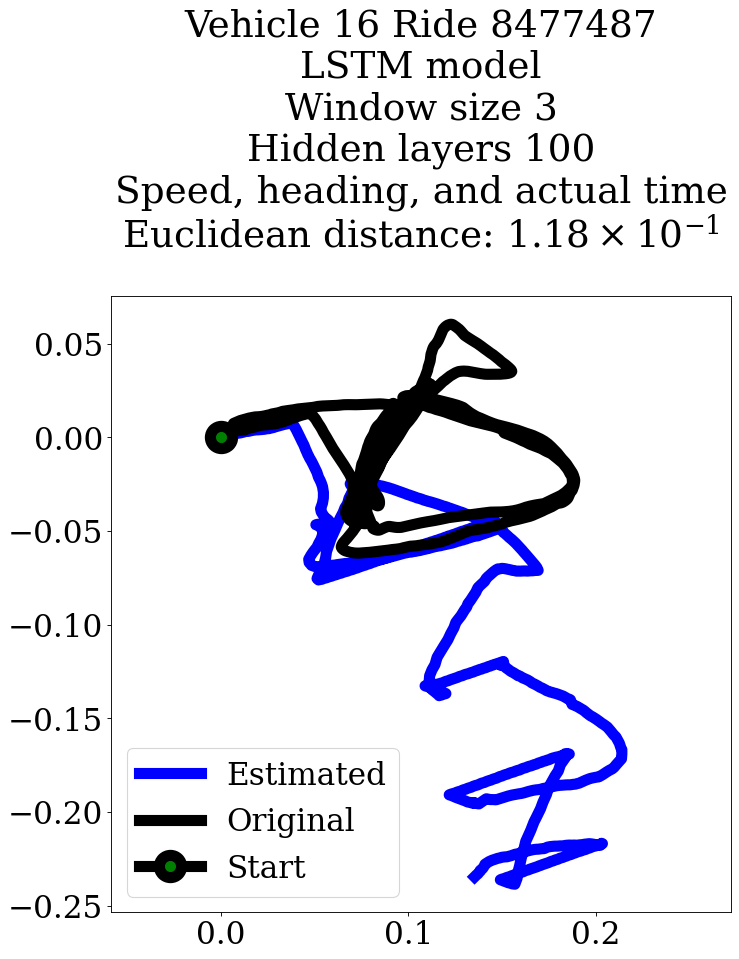 Vehicle 16 Ride 8477487
LSTM model
Window size 3
Hidden layers 100
Speed, heading, and actual time
Euclidean distance: 1.18 × 10⁻¹
0.05
0.00
−0.05
−0.10
−0.15
−0.20
−0.25
Estimated
Original
Start
0.0 0.1 0.2